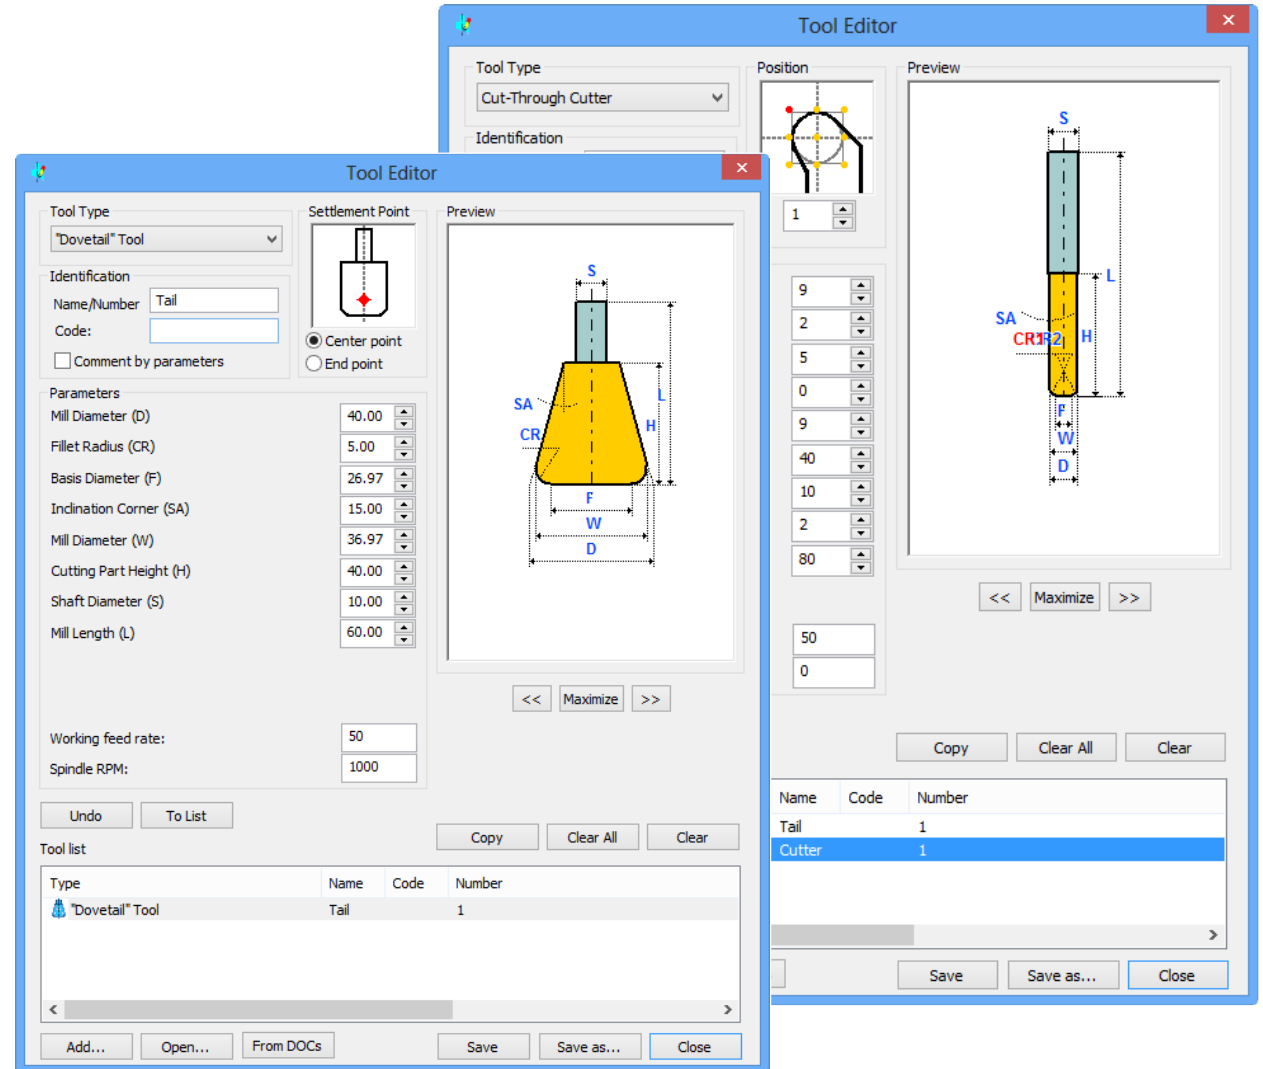 Tool Editor
Tool Type
Cut-Through Cutter
Identification
Position
1
9
2
5
0
9
40
10
2
80
50
0
Preview
S
L
SA
CR1
R2
H
F
W
D
<<
Maximize
>>
Copy
Clear All
Clear
Name Code Number
Tail 1
Cutter 1
Save
Save as...
Close
Tool Editor
Tool Type
"Dovetail" Tool
Identification
Name/Number Tail
Code:
Comment by parameters
Settlement Point
Center point
End point
Parameters
Mill Diameter (D) 40.00
Fillet Radius (CR) 5.00
Basis Diameter (F) 26.97
Inclination Corner (SA) 15.00
Mill Diameter (W) 36.97
Cutting Part Height (H) 40.00
Shaft Diameter (S) 10.00
Mill Length (L) 60.00
Working feed rate: 50
Spindle RPM: 1000
Preview
S
SA
L
CR
H
F
W
D
<<
Maximize
>>
Undo
To List
Copy
Clear All
Clear
Tool list
Type Name Code Number
"Dovetail" Tool Tail 1
Add...
Open...
From DOCs
Save
Save as...
Close